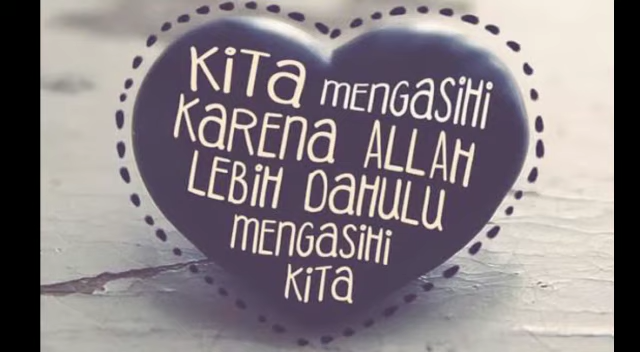 KITA MENGASIHI
KARENA ALLAH
LEBIH DAHULU
MENGASIHI
KITA